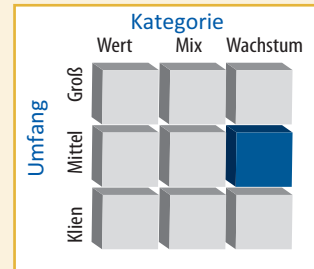 Kategorie
Wert Mix Wachstum
Umfang
Groß
Mittel
Klien